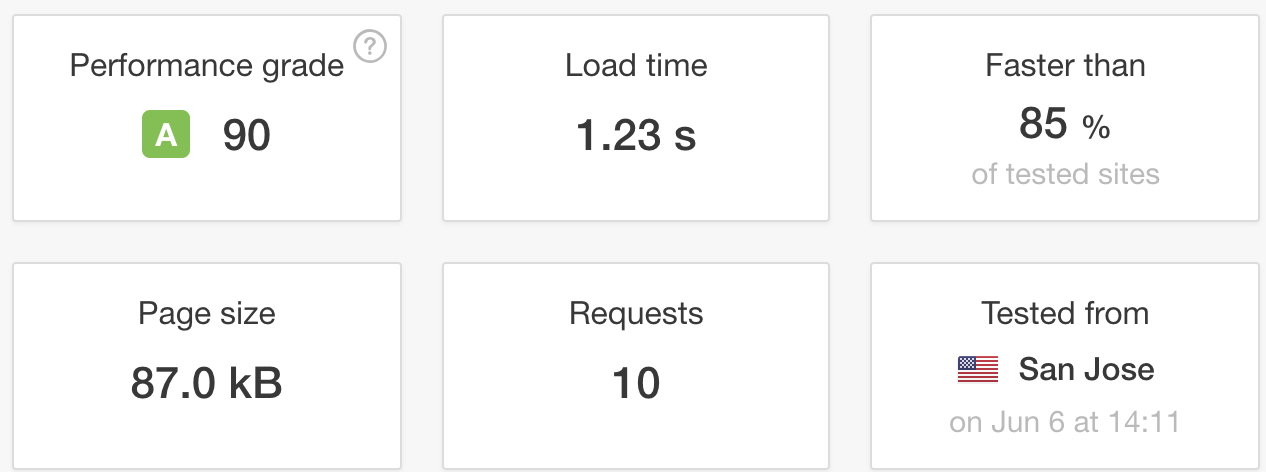 Performance grade
?
A 90
Load time
1.23 s
Faster than
85 %
of tested sites
Page size
87.0 kB
Requests
10
Tested from
San Jose
on Jun 6 at 14:11